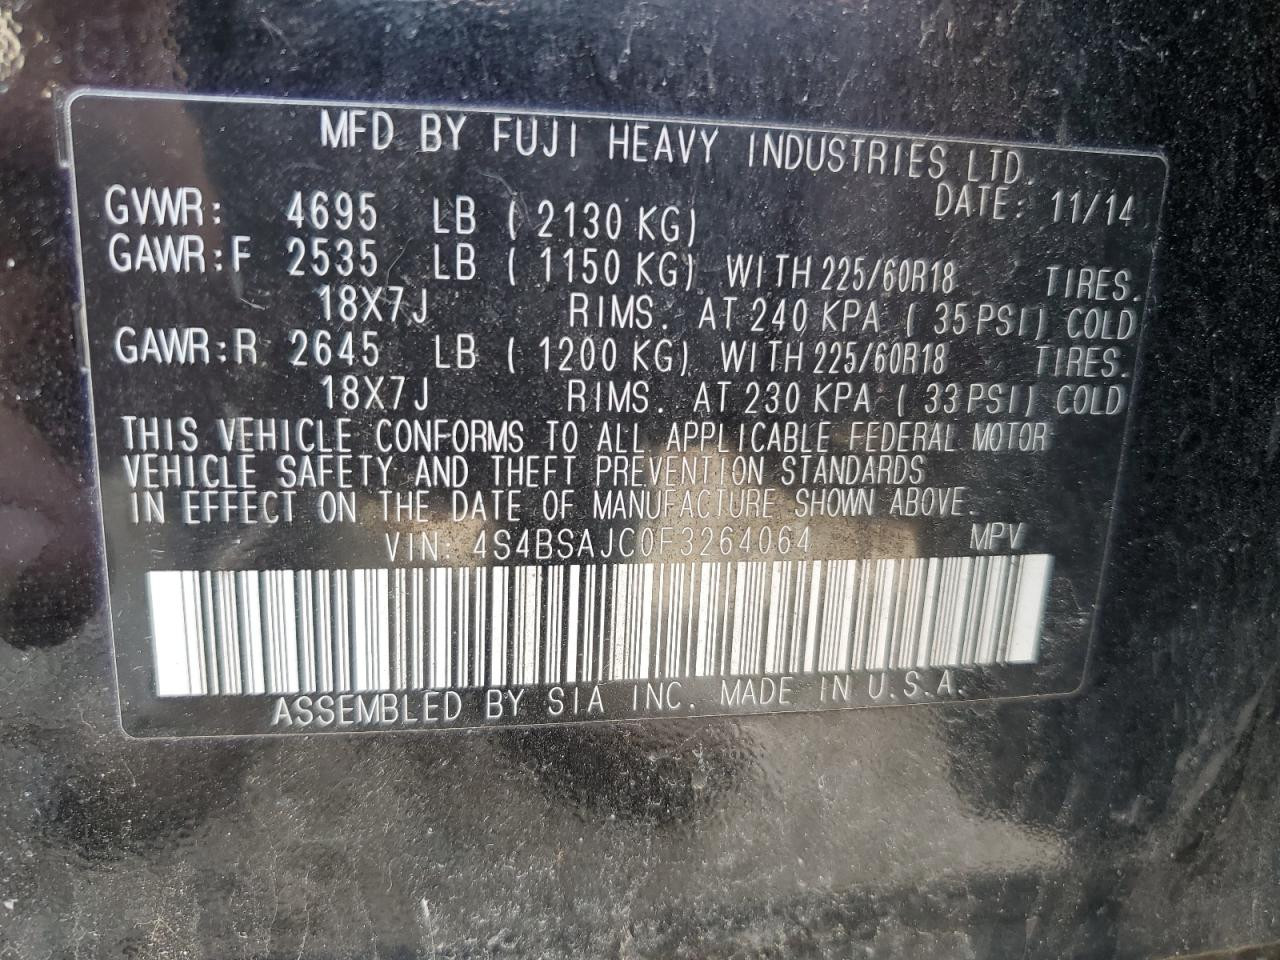 MFD BY FUJI HEAVY INDUSTRIES LTD.
DATE: 11/14
GVWR: 4695 LB ( 2130 KG)
GAWR:F 2535 LB ( 1150 KG) WITH 225/60R18 TIRES.
18X7J RIMS. AT 240 KPA ( 35PSI) COLD
GAWR:R 2645 LB ( 1200 KG) WITH 225/60R18 TIRES.
18X7J RIMS. AT 230 KPA ( 33PSI) COLD
THIS VEHICLE CONFORMS TO ALL APPLICABLE FEDERAL MOTOR
VEHICLE SAFETY AND THEFT PREVENTION STANDARDS
IN EFFECT ON THE DATE OF MANUFACTURE SHOWN ABOVE.
VIN: 4S4BSAJC0F3264064 MPV
ASSEMBLED BY SIA INC. MADE IN U.S.A.